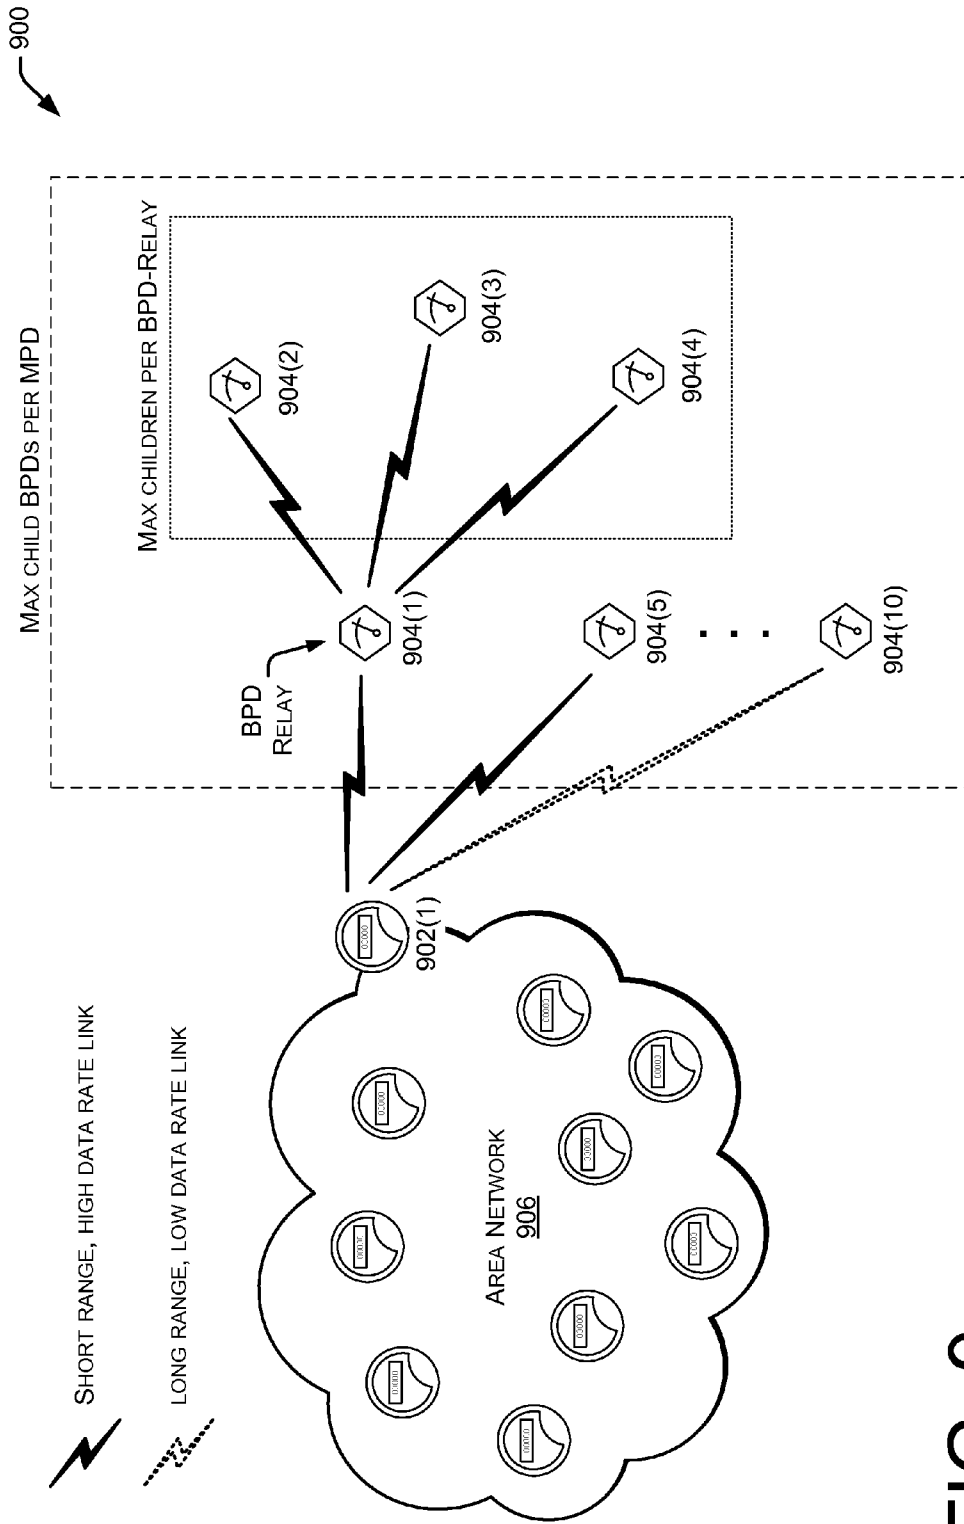 900
MAX CHILD BPDS PER MPD
MAX CHILDREN PER BPD-RELAY
904(2)
904(3)
904(4)
BPD
RELAY
904(1)
904(5)
. . .
904(10)
902(1)
SHORT RANGE, HIGH DATA RATE LINK
LONG RANGE, LOW DATA RATE LINK
AREA NETWORK
906